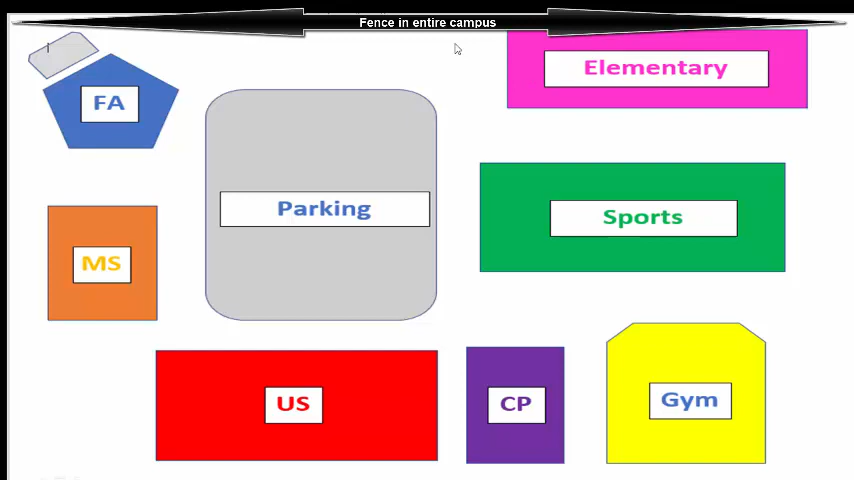 Fence in entire campus
Elementary
FA
Parking
Sports
MS
US
CP
Gym